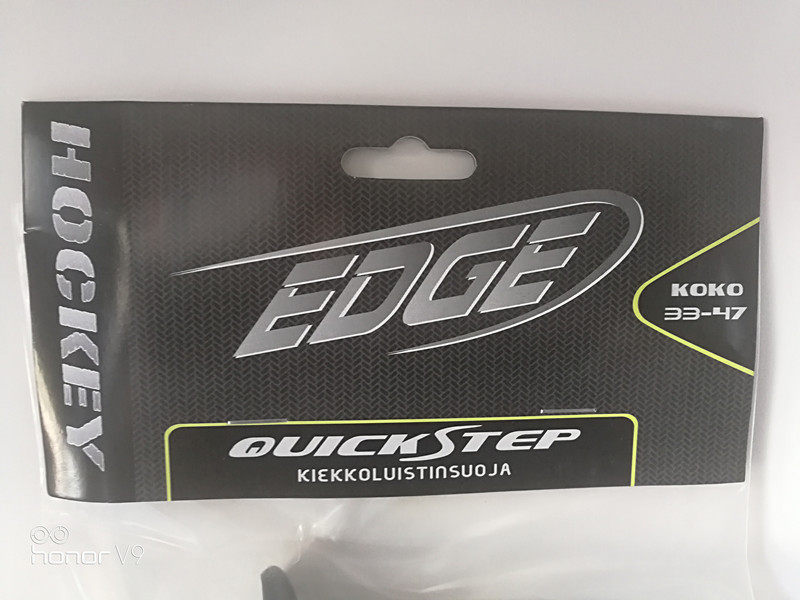 HOCKEY
EDGE
KOKO
33-47
QUICKSTEP
KIEKKOLUISTINSUOJA
honor V9